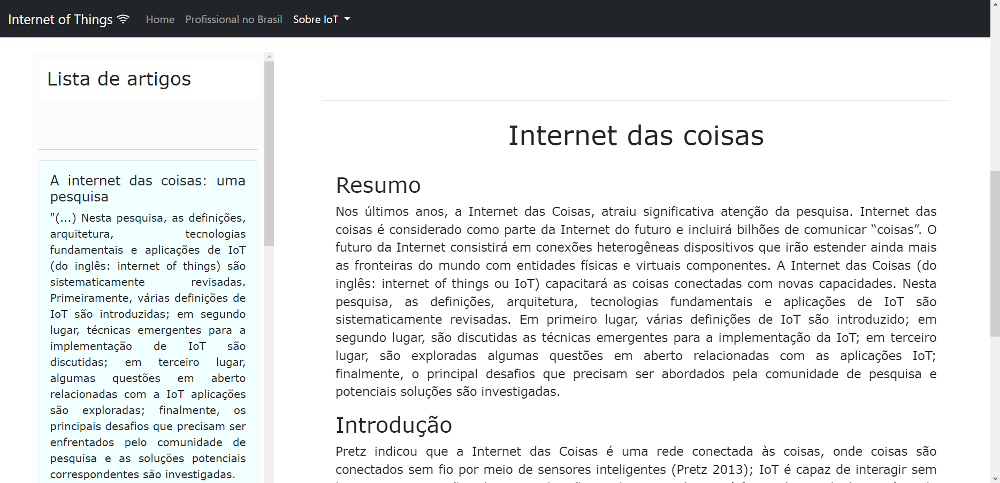 Internet of Things Home Profissional no Brasil Sobre IoT
Lista de artigos
A internet das coisas: uma
pesquisa
"(...) Nesta pesquisa, as definições,
arquitetura, tecnologias
fundamentais e aplicações de IoT
(do inglês: internet of things) são
sistematicamente revisadas.
Primeiramente, várias definições de
IoT são introduzidas; em segundo
lugar, técnicas emergentes para a
implementação de IoT são
discutidas; em terceiro lugar,
algumas questões em aberto
relacionadas com a IoT aplicações
são exploradas; finalmente, os
principais desafios que precisam ser
enfrentados pelo comunidade de
pesquisa e as soluções potenciais
correspondentes são investigadas.
Internet das coisas
Resumo
Nos últimos anos, a Internet das Coisas, atraiu significativa atenção da pesquisa. Internet das
coisas é considerado como parte da Internet do futuro e incluirá bilhões de comunicar “coisas”. O
futuro da Internet consistirá em conexões heterogêneas dispositivos que irão estender ainda mais
as fronteiras do mundo com entidades físicas e virtuais componentes. A Internet das Coisas (do
inglês: internet of things ou IoT) capacitará as coisas conectadas com novas capacidades. Nesta
pesquisa, as definições, arquitetura, tecnologias fundamentais e aplicações de IoT são
sistematicamente revisadas. Em primeiro lugar, várias definições de IoT são introduzido; em
segundo lugar, são discutidas as técnicas emergentes para a implementação da IoT; em terceiro
lugar, são exploradas algumas questões em aberto relacionadas com as aplicações IoT;
finalmente, o principal desafios que precisam ser abordados pela comunidade de pesquisa e
potenciais soluções são investigadas.
Introdução
Pretz indicou que a Internet das Coisas é uma rede conectada às coisas, onde coisas são
conectados sem fio por meio de sensores inteligentes (Pretz 2013); IoT é capaz de interagir sem